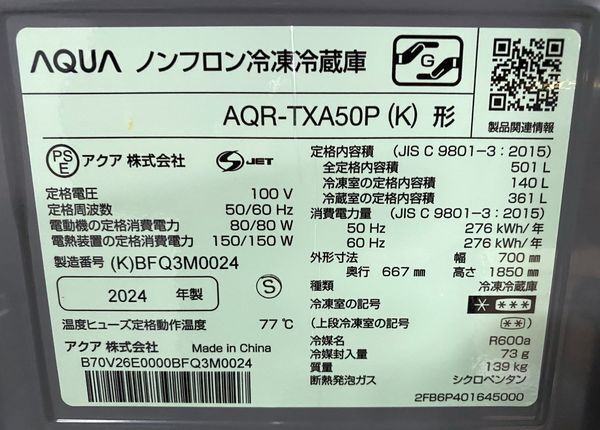 AQUA ノンフロン冷凍冷蔵庫
G
AQR-TXA50P (K) 形
製品関連情報
PSE アクア 株式会社
S JET
定格電圧 100 V
定格周波数 50/60 Hz
電動機の定格消費電力 80/80 W
電熱装置の定格消費電力 150/150 W
製造番号 (K)BFQ3M0024
2024 年製
S
温度ヒューズ定格動作温度 77℃
アクア 株式会社 Made in China
B70V26E0000BFQ3M0024
定格内容積 (JIS C 9801-3:2015)
全定格内容積 501 L
冷凍室の定格内容積 140 L
冷蔵室の定格内容積 361 L
消費電力量 (JIS C 9801-3:2015)
50 Hz 276 kWh/年
60 Hz 276 kWh/年
外形寸法 幅 700 mm
奥行 667 mm 高さ 1850 mm
種類 冷凍冷蔵庫
冷凍室の記号 * ***
(上段冷凍室の記号) (**)
冷媒名 R600a
冷媒封入量 73 g
質量 139 kg
断熱発泡ガス シクロペンタン
2FB6P401645000